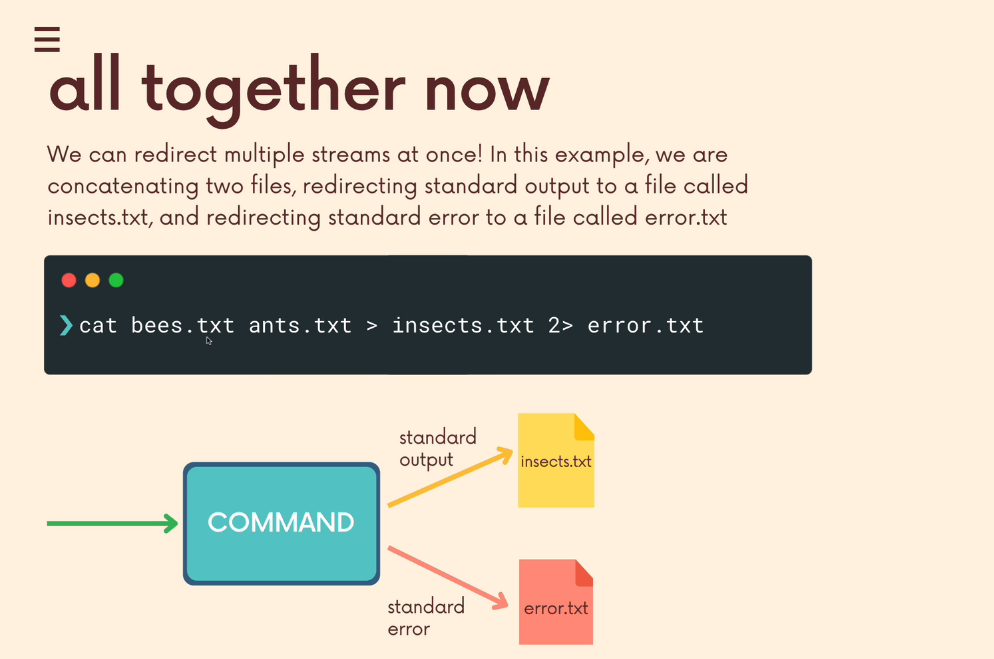 all together now
We can redirect multiple streams at once! In this example, we are
concatenating two files, redirecting standard output to a file called
insects.txt, and redirecting standard error to a file called error.txt
❯cat bees.txt ants.txt > insects.txt 2> error.txt
standard
output
insects.txt
COMMAND
standard
error
error.txt